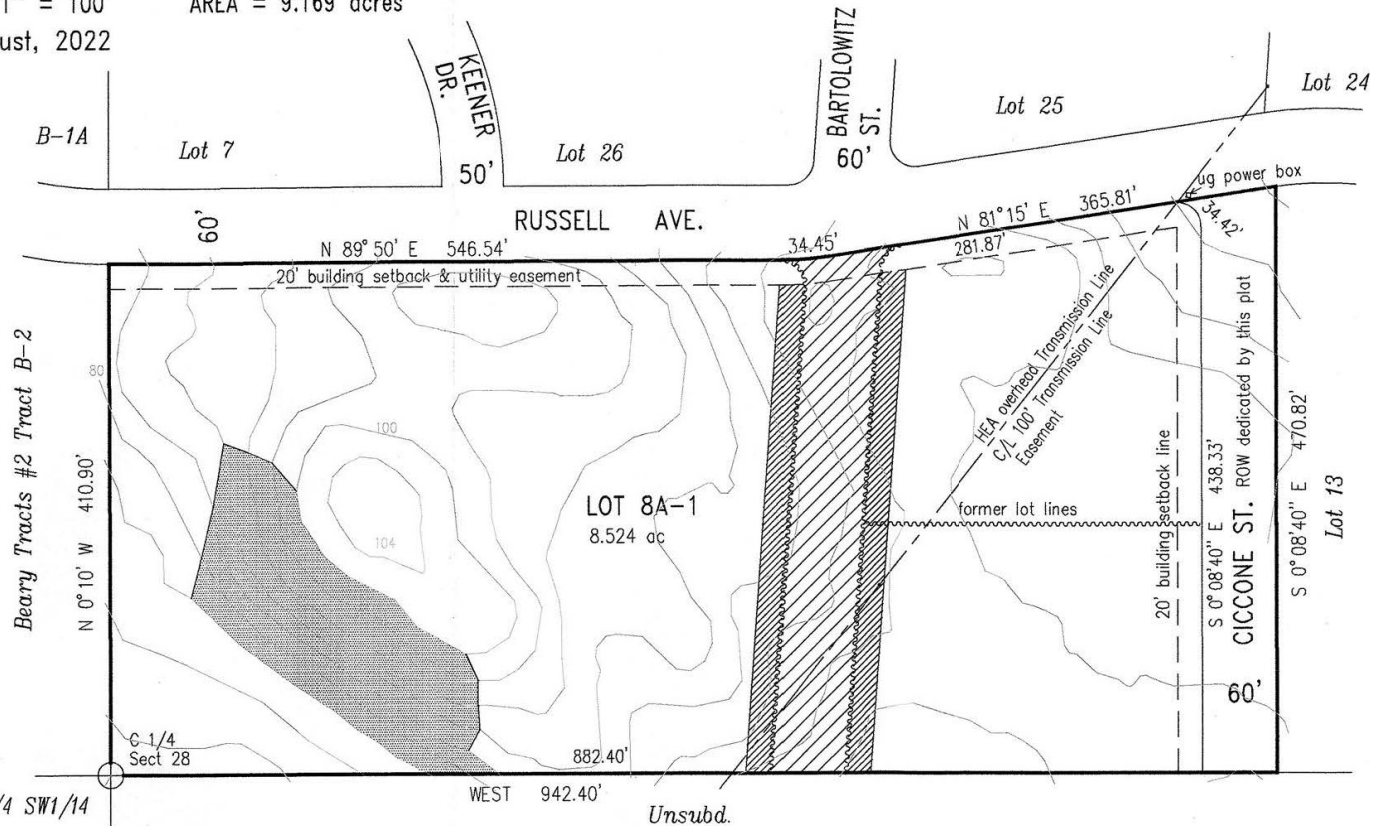 1" = 100'
AREA = 9.169 acres
ust, 2022
B-1A
Lot 7
KEENER
DR.
50'
Lot 26
BARTOLOWITZ
ST.
60'
Lot 25
Lot 24
60'
RUSSELL AVE.
ug power box
N 89° 50' E 546.54'
34.45'
N 81° 15' E 365.81'
34.42'
281.87'
20' building setback & utility easement
Beary Tracts #2 Tract B-2
N 0° 10' W 410.90'
80
100
104
LOT 8A-1
8.524 ac
HEA overhead Transmission Line
C/L 100' Transmission Line
Easement
former lot lines
20' building setback line
S 0° 08'40" E 438.33'
CICCONE ST. ROW dedicated by this plat
60'
S 0° 08'40" E 470.82'
Lot 13
C 1/4
Sect 28
882.40'
WEST 942.40'
/4 SW1/14
Unsubd.